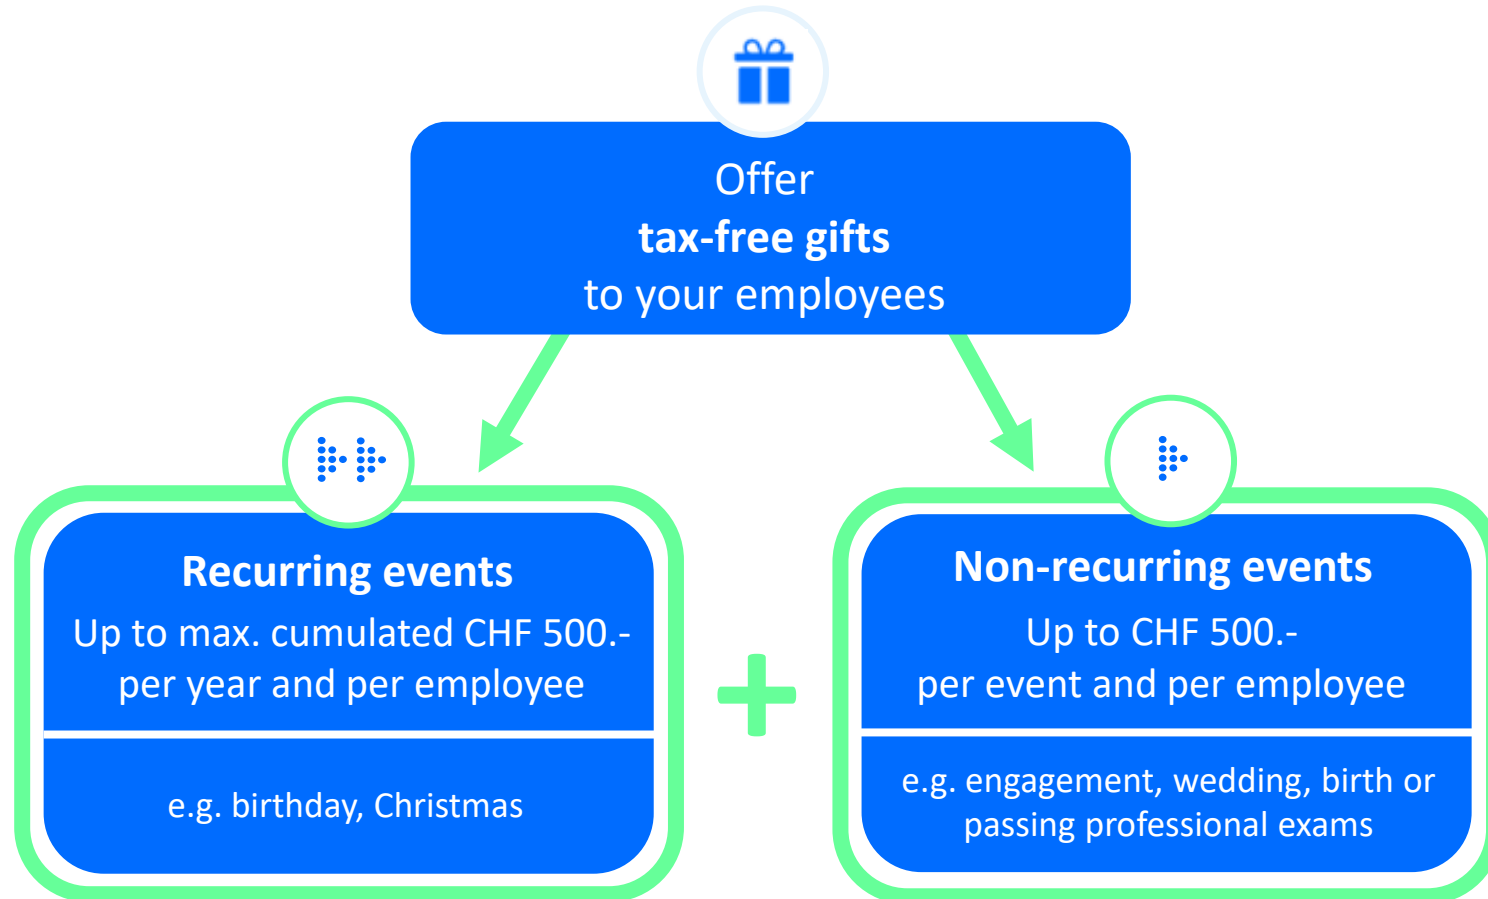 Offer
tax-free gifts
to your employees
Recurring events
Up to max. cumulated CHF 500.-
per year and per employee
e.g. birthday, Christmas
Non-recurring events
Up to CHF 500.-
per event and per employee
e.g. engagement, wedding, birth or
passing professional exams